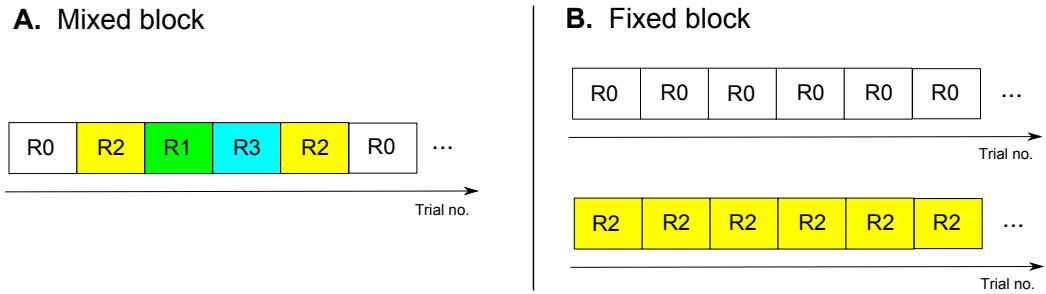 A. Mixed block
R0 R2 R1 R3 R2 R0 ...
Trial no.
B. Fixed block
R0 R0 R0 R0 R0 R0 ...
Trial no.
R2 R2 R2 R2 R2 R2 ...
Trial no.